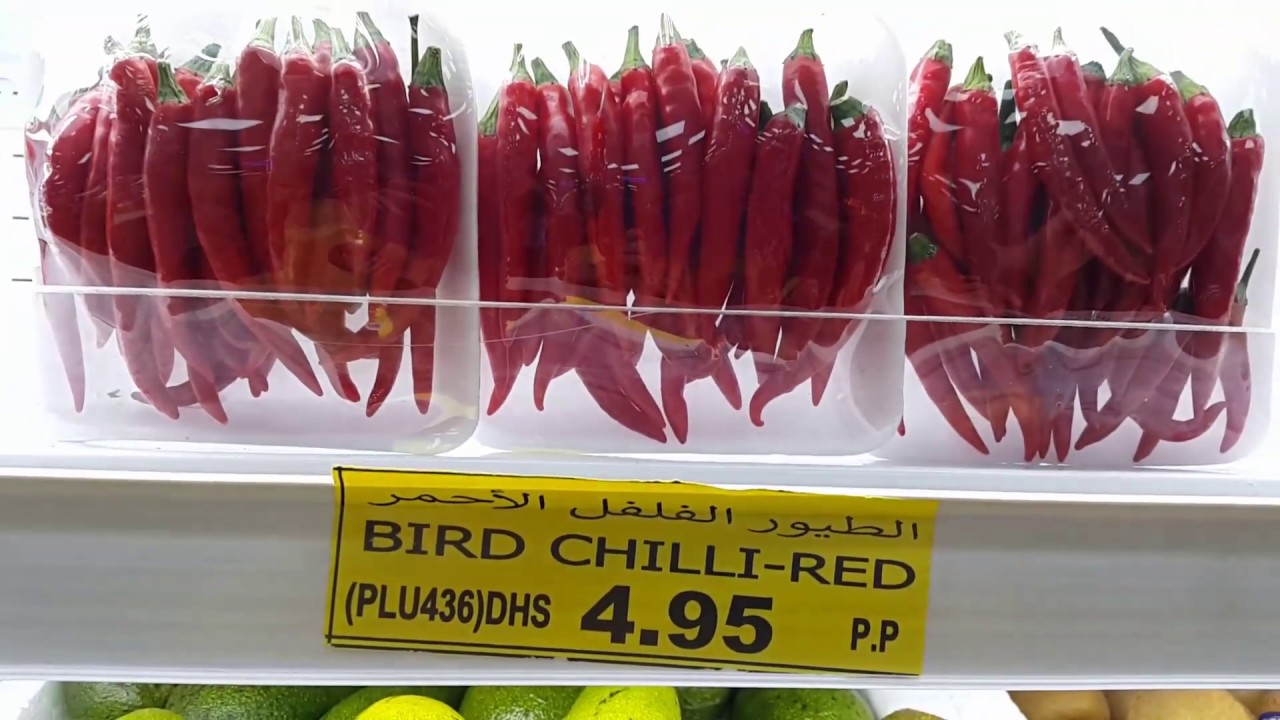 الطيور الفلفل الأحمر
BIRD CHILLI-RED
(PLU436)DHS 4.95 P.P